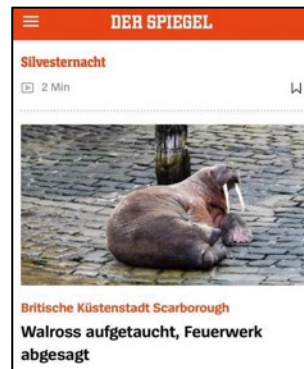 DER SPIEGEL
Silvesternacht
2 Min
Britische Küstenstadt Scarborough
Walross aufgetaucht, Feuerwerk
abgesagt